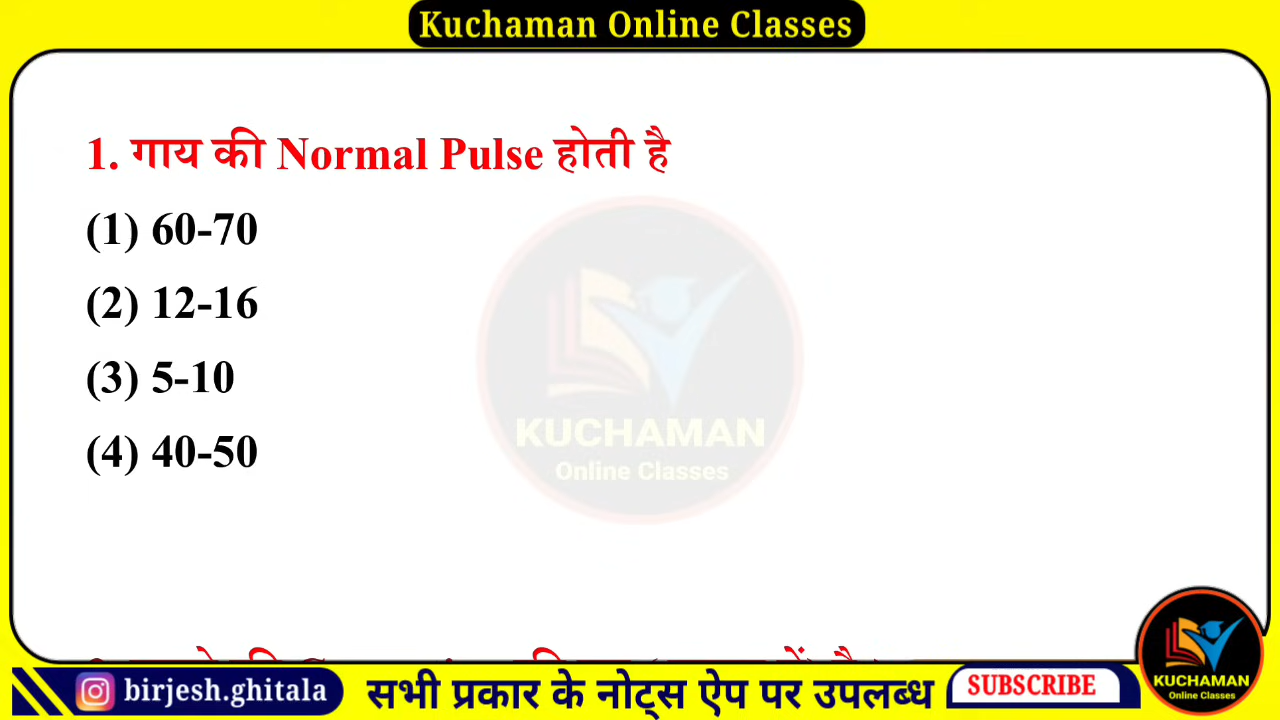 Kuchaman Online Classes
1. गाय की Normal Pulse होती है
(1) 60-70
(2) 12-16
(3) 5-10
(4) 40-50
KUCHAMAN
Online Classes
birjesh.ghitala
सभी प्रकार के नोट्स ऐप पर उपलब्ध
SUBSCRIBE
KUCHAMAN
Online Classes